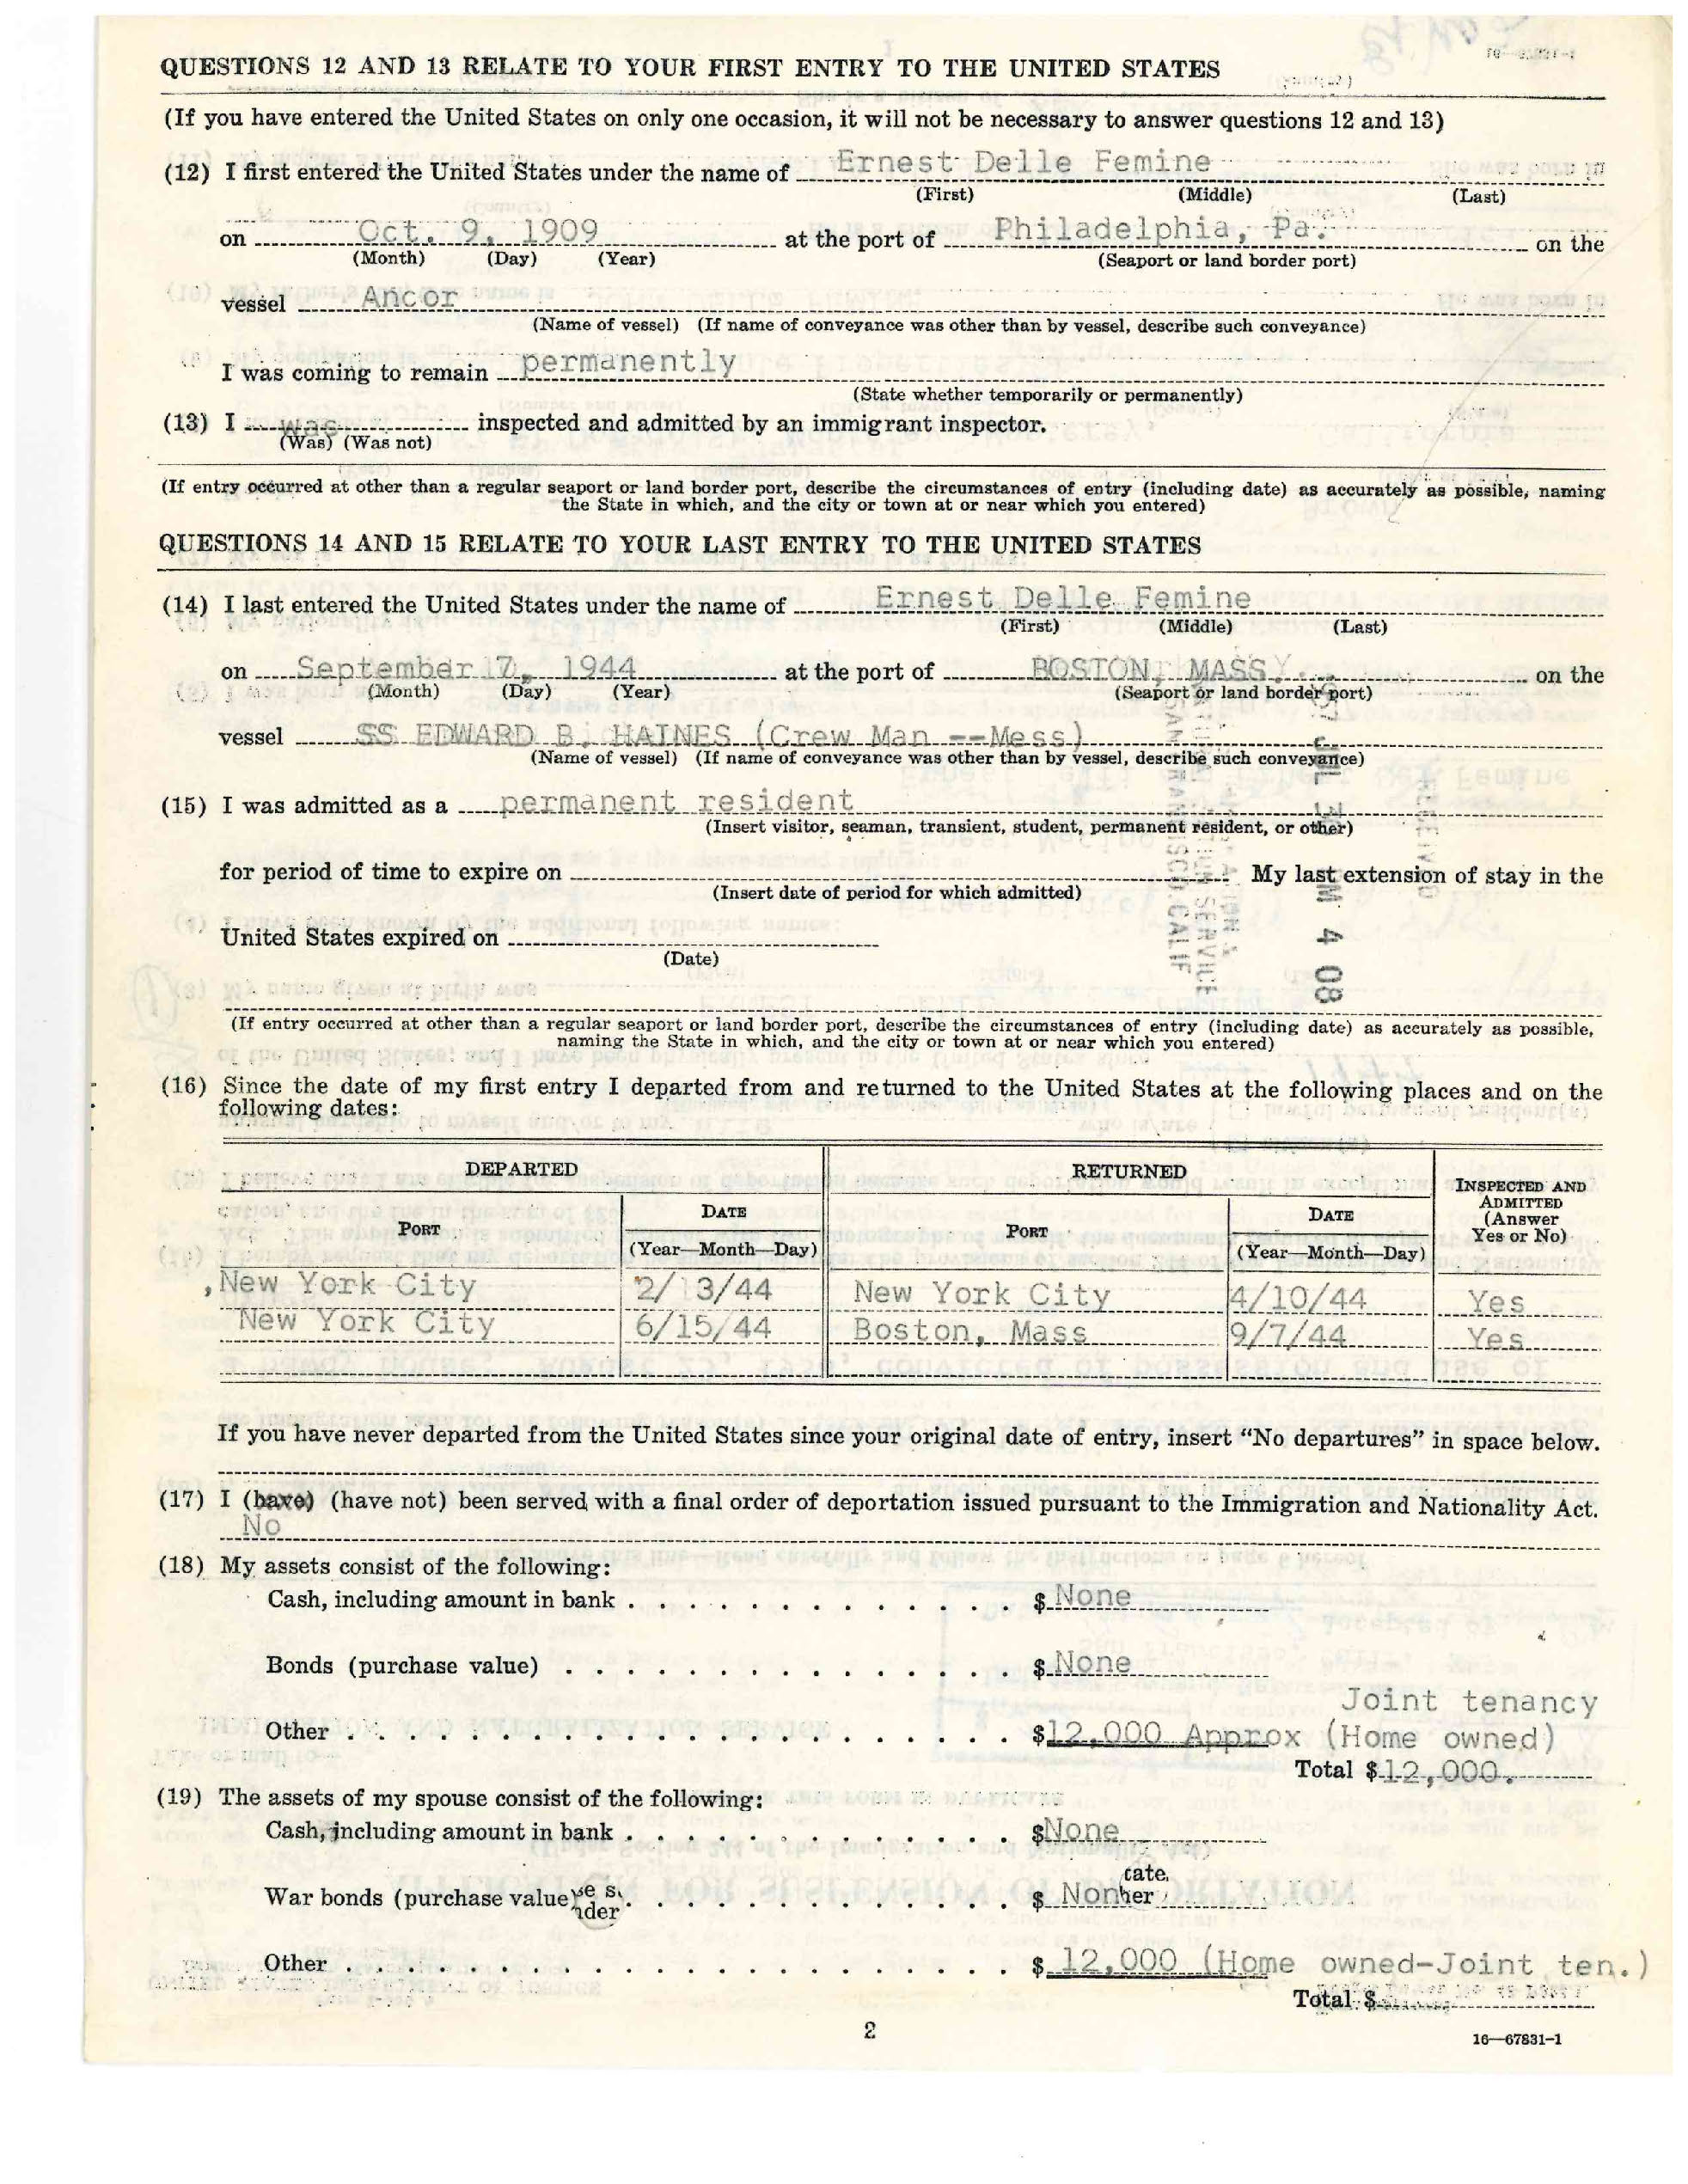 QUESTIONS 12 AND 13 RELATE TO YOUR FIRST ENTRY TO THE UNITED STATES
(If you have entered the United States on only one occasion, it will not be necessary to answer questions 12 and 13)
(12) I first entered the United States under the name of Ernest Delle Femine
(First) (Middle) (Last)
on Oct. 9, 1909 at the port of Philadelphia, Pa. on the
(Month) (Day) (Year) (Seaport or land border port)
vessel Ancor
(Name of vessel) (If name of conveyance was other than by vessel, describe such conveyance)
I was coming to remain permanently
(State whether temporarily or permanently)
(13) I was inspected and admitted by an immigrant inspector.
(Was) (Was not)
(If entry occurred at other than a regular seaport or land border port, describe the circumstances of entry (including date) as accurately as possible, naming
the State in which, and the city or town at or near which you entered)
QUESTIONS 14 AND 15 RELATE TO YOUR LAST ENTRY TO THE UNITED STATES
(14) I last entered the United States under the name of Ernest Delle Femine
(First) (Middle) (Last)
on September 7, 1944 at the port of BOSTON, MASS. on the
(Month) (Day) (Year) (Seaport or land border port)
vessel SS EDWARD B. HAINES (Crew Man --Mess)
(Name of vessel) (If name of conveyance was other than by vessel, describe such conveyance)
(15) I was admitted as a permanent resident
(Insert visitor, seaman, transient, student, permanent resident, or other)
for period of time to expire on My last extension of stay in the
(Insert date of period for which admitted)
United States expired on
(Date)
4 08
(If entry occurred at other than a regular seaport or land border port, describe the circumstances of entry (including date) as accurately as possible,
naming the State in which, and the city or town at or near which you entered)
(16) Since the date of my first entry I departed from and returned to the United States at the following places and on the
following dates:
DEPARTED RETURNED INSPECTED AND ADMITTED (Answer Yes or No)
PORT DATE (Year—Month—Day) PORT DATE (Year—Month—Day)
New York City 2/ 3/44 New York City 4/10/44 Yes
New York City 6/15/44 Boston, Mass 9/7/44 Yes
If you have never departed from the United States since your original date of entry, insert “No departures” in space below.
(17) I (have) (have not) been served with a final order of deportation issued pursuant to the Immigration and Nationality Act.
No
(18) My assets consist of the following:
Cash, including amount in bank . . . . . . . . . . . . . $ None
Bonds (purchase value) . . . . . . . . . . . . . . . $ None
Joint tenancy
Other . . . . . . . . . . . . . . . . . . . . . . $12,000 Approx (Home owned)
Total $12,000.
(19) The assets of my spouse consist of the following:
Cash, including amount in bank . . . . . . . . . . . . . $None
cate.
War bonds (purchase value) . . . . . . . . . . . . . $ None
Other . . . . . . . . . . . . . . . . . . . . . . $ 12,000 (Home owned-Joint ten.)
Total $
2
16—67831-1